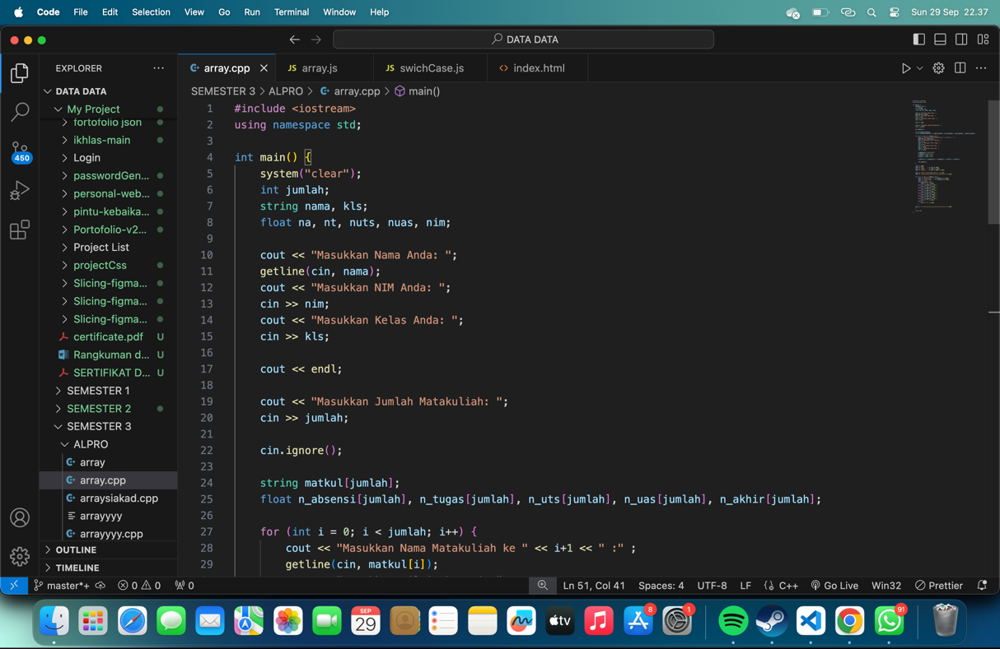 Code File Edit Selection View Go Run Terminal Window Help Sun 29 Sep 22.37
DATA DATA
EXPLORER
array.cpp
JS array.js
JS swichCase.js
<> index.html
SEMESTER 3 > ALPRO > array.cpp > main()
DATA DATA
My Project
fortofolio json
ikhlas-main
Login
passwordGen...
personal-web...
pintu-kebaika...
Portofolio-v2...
Project List
projectCss
Slicing-figma...
Slicing-figma...
Slicing-figma...
certificate.pdf U
Rangkuman d... U
SERTIFIKAT D... U
SEMESTER 1
SEMESTER 2
SEMESTER 3
ALPRO
array
array.cpp
arraysiakad.cpp
arrayyyy
arrayyyy.cpp
OUTLINE
TIMELINE
450
1 #include <iostream>
2 using namespace std;
3
4 int main() {
5 system("clear");
6 int jumlah;
7 string nama, kls;
8 float na, nt, nuts, nuas, nim;
9
10 cout << "Masukkan Nama Anda: ";
11 getline(cin, nama);
12 cout << "Masukkan NIM Anda: ";
13 cin >> nim;
14 cout << "Masukkan Kelas Anda: ";
15 cin >> kls;
16
17 cout << endl;
18
19 cout << "Masukkan Jumlah Matakuliah: ";
20 cin >> jumlah;
21
22 cin.ignore();
23
24 string matkul[jumlah];
25 float n_absensi[jumlah], n_tugas[jumlah], n_uts[jumlah], n_uas[jumlah], n_akhir[jumlah];
26
27 for (int i = 0; i < jumlah; i++) {
28 cout << "Masukkan Nama Matakuliah ke " << i+1 << " :" ;
29 getline(cin, matkul[i]);
master*+ 0 0 0 Ln 51, Col 41 Spaces: 4 UTF-8 LF {} C++ Go Live Win32 Prettier
SEP
29
tv
8
1
91